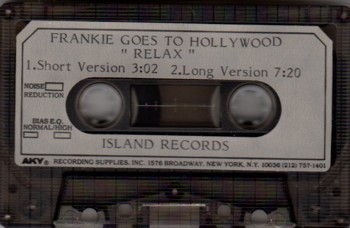 FRANKIE GOES TO HOLLYWOOD
" RELAX "
1.Short Version 3:02 2.Long Version 7:20
NOISE
REDUCTION
BIAS E.Q.
NORMAL/HIGH
ISLAND RECORDS
AKY® RECORDING SUPPLIES, INC. 1576 BROADWAY, NEW YORK, N.Y. 10036 (212) 757-1401